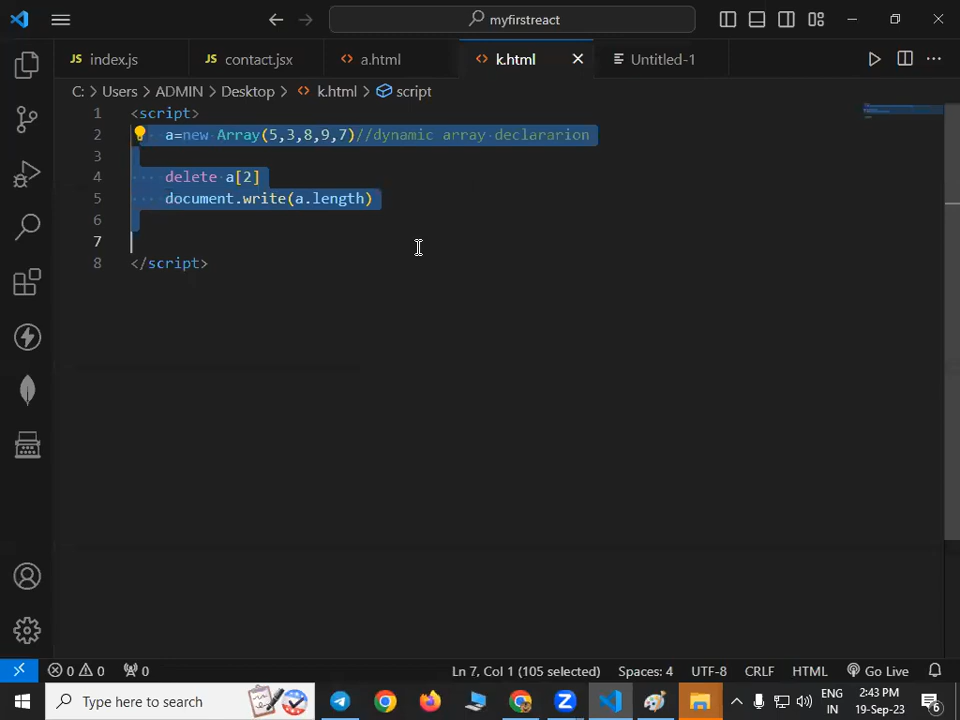 myfirstreact
JS index.js
JS contact.jsx
<> a.html
<> k.html
Untitled-1
C: > Users > ADMIN > Desktop > <> k.html > script
1 <script>
2 a=new Array(5,3,8,9,7)//dynamic array declararion
3
4 delete a[2]
5 document.write(a.length)
6
7
8 </script>
0 0 0
Ln 7, Col 1 (105 selected)
Spaces: 4
UTF-8
CRLF
HTML
Go Live
Type here to search
ENG
IN
2:43 PM
19-Sep-23
6